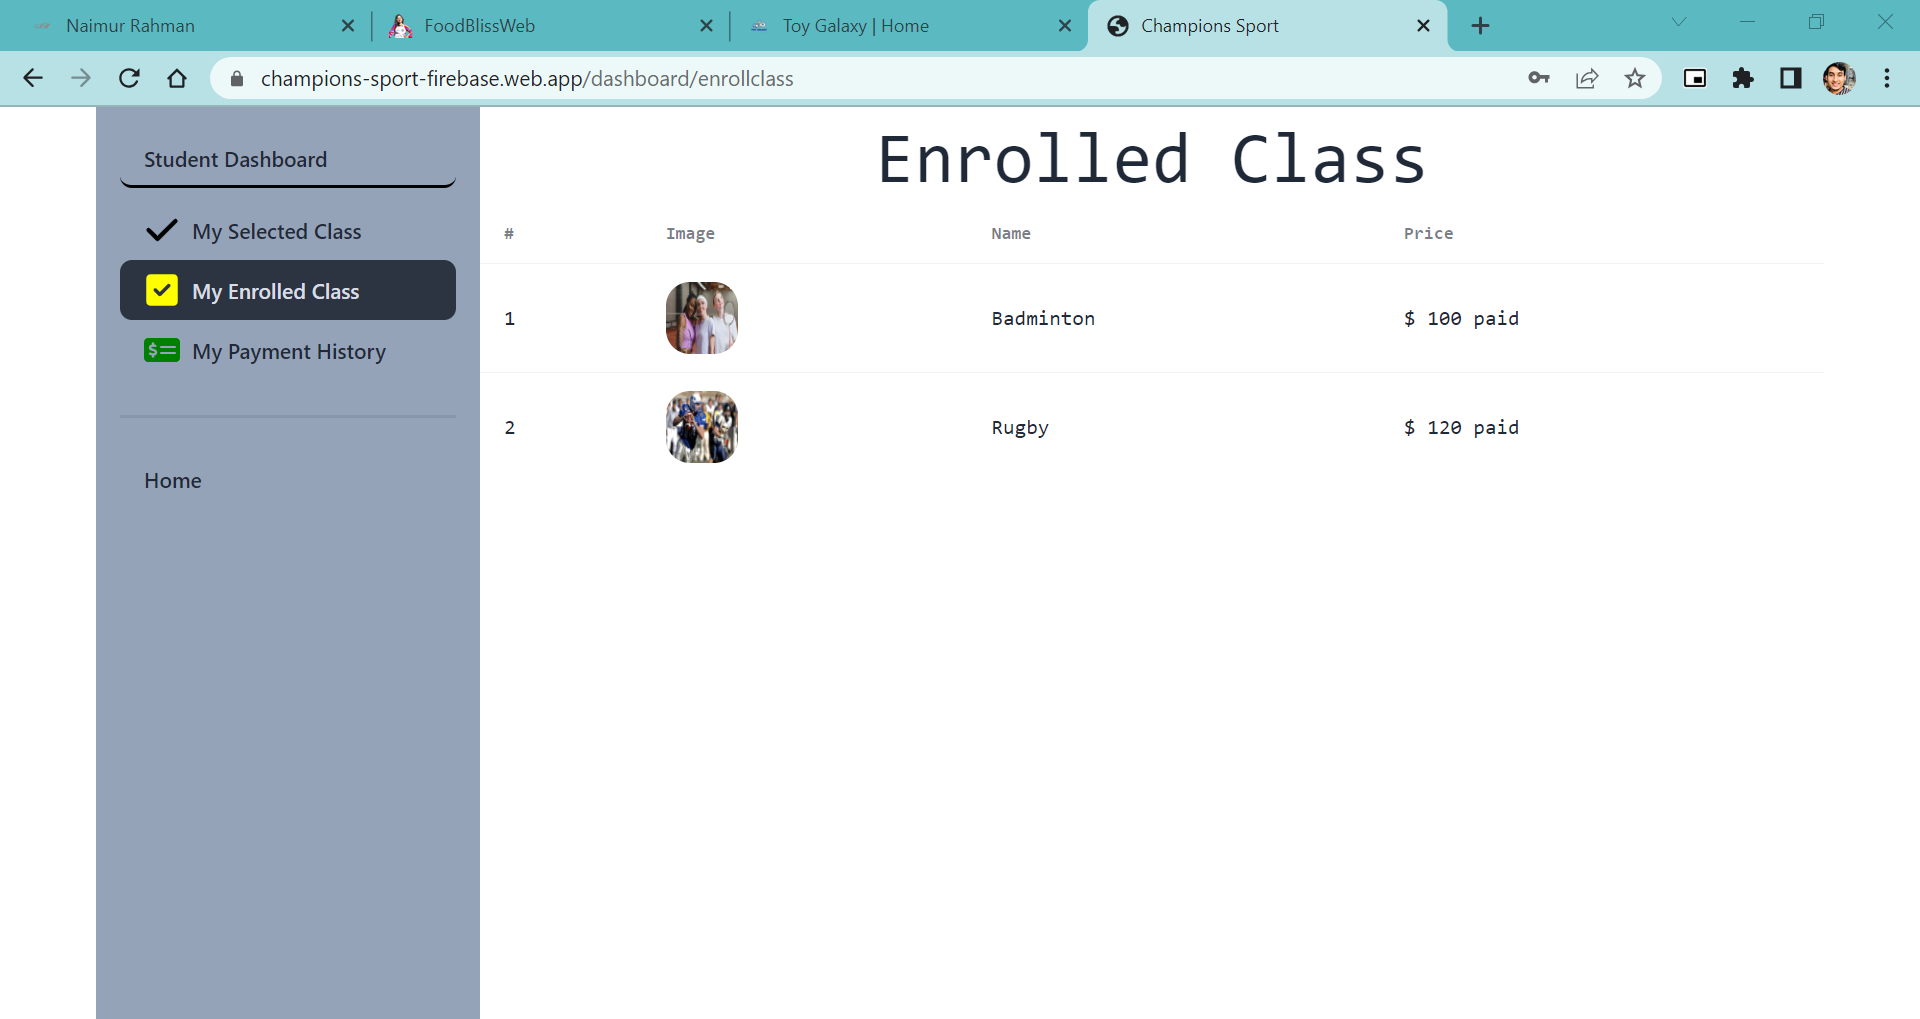 Naimur Rahman
FoodBlissWeb
Toy Galaxy | Home
Champions Sport
champions-sport-firebase.web.app/dashboard/enrollclass
Student Dashboard
My Selected Class
My Enrolled Class
My Payment History
Home
Enrolled Class
# Image Name Price
1 Badminton $ 100 paid
2 Rugby $ 120 paid